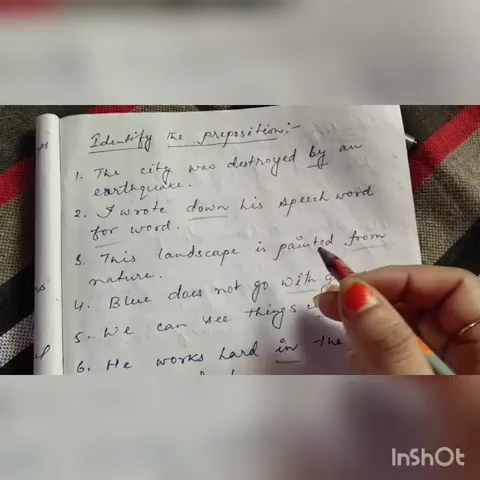 Identify the preposition:-
1. The city was destroyed by an
earthquake.
2. I wrote down his speech word
for word.
3. This landscape is painted from
nature.
4. Blue does not go with
5. We can see things
6. He works hard in the
InShOt